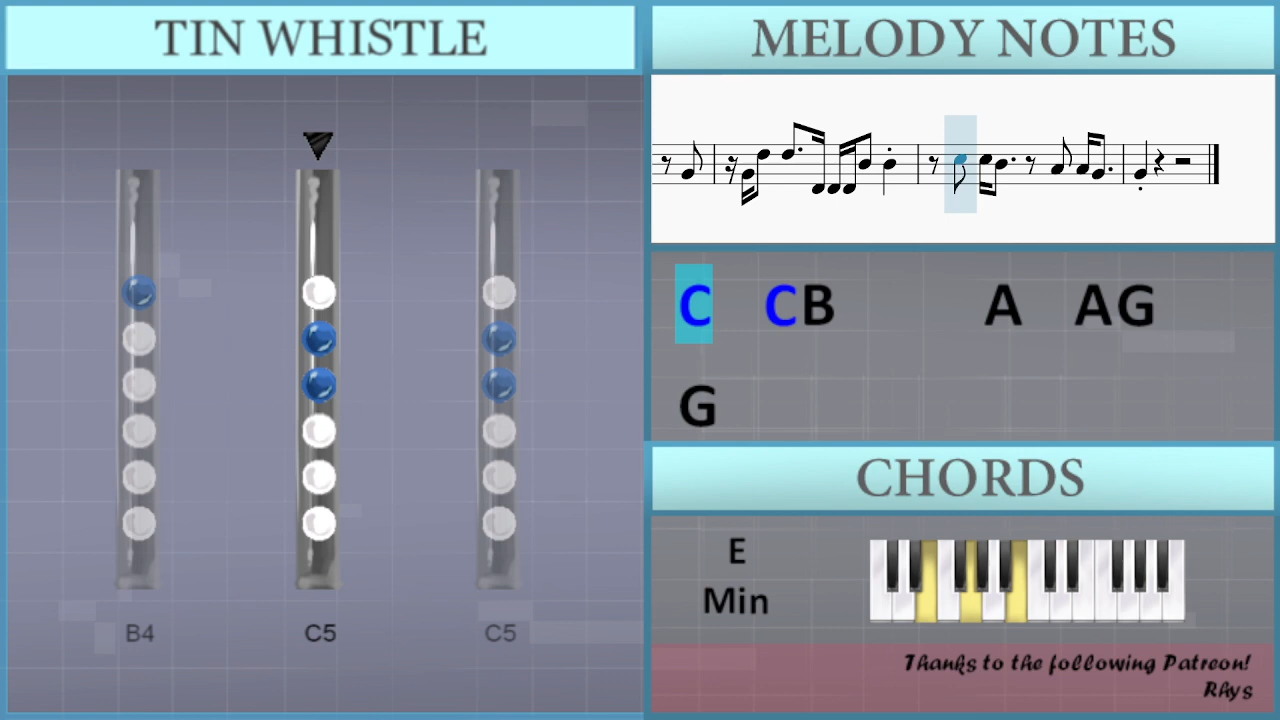 TIN WHISTLE
B4 C5 C5
MELODY NOTES
C CB A AG
G
CHORDS
E
Min
Thanks to the following Patreon!
Rhys